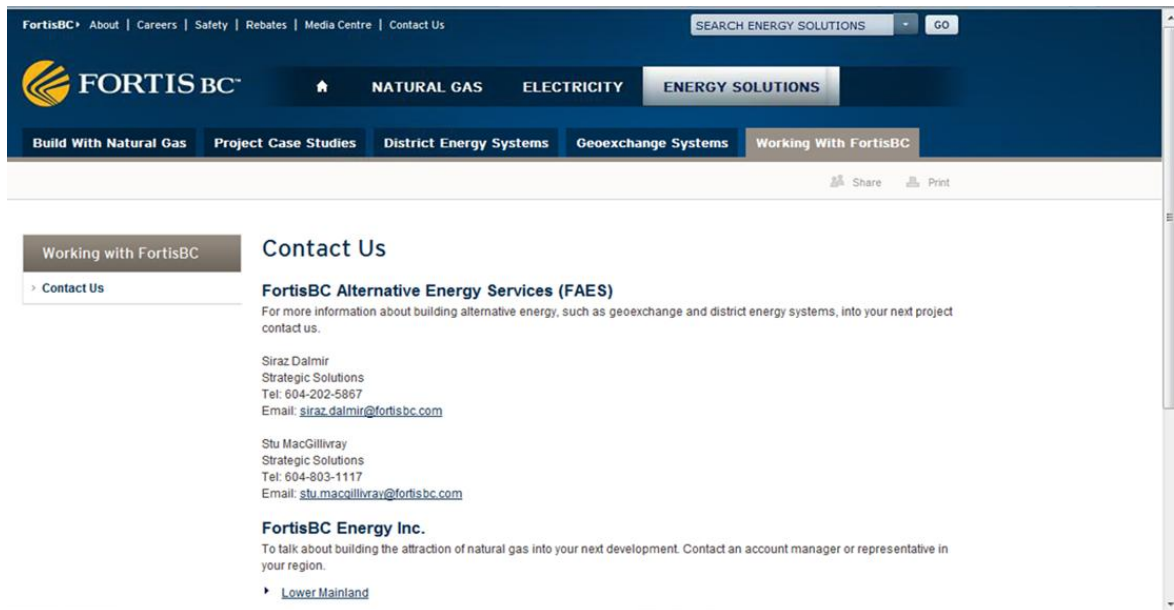 FortisBC› About | Careers | Safety | Rebates | Media Centre | Contact Us
SEARCH ENERGY SOLUTIONS GO
FORTIS BC™
NATURAL GAS ELECTRICITY ENERGY SOLUTIONS
Build With Natural Gas Project Case Studies District Energy Systems Geoexchange Systems Working With FortisBC
Share Print
Working with FortisBC
› Contact Us
Contact Us
FortisBC Alternative Energy Services (FAES)
For more information about building alternative energy, such as geoexchange and district energy systems, into your next project
contact us.
Siraz Dalmir
Strategic Solutions
Tel: 604-202-5867
Email: siraz.dalmir@fortisbc.com
Stu MacGillivray
Strategic Solutions
Tel: 604-803-1117
Email: stu.macgillivray@fortisbc.com
FortisBC Energy Inc.
To talk about building the attraction of natural gas into your next development. Contact an account manager or representative in
your region.
Lower Mainland